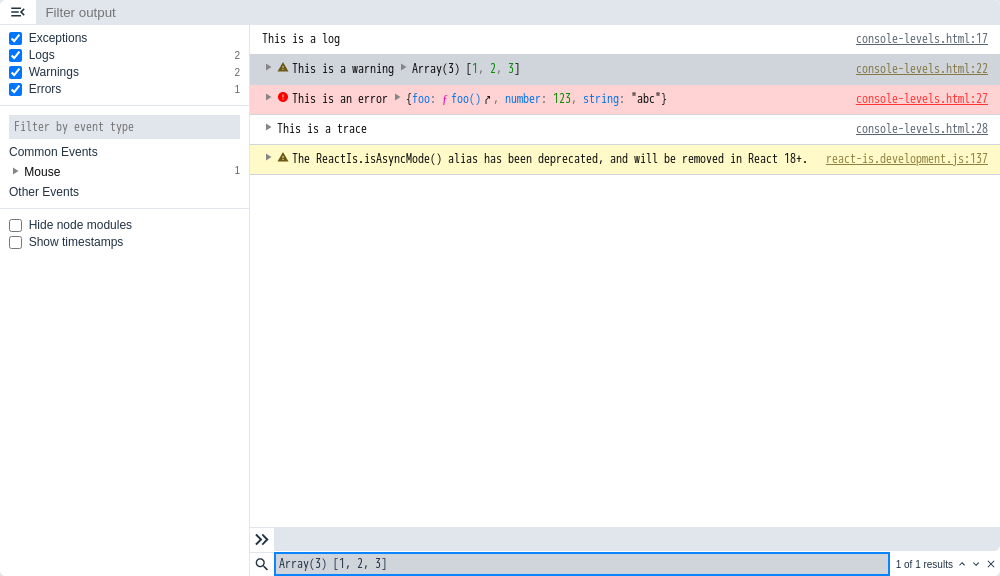 Filter output
Exceptions
Logs 2
Warnings 2
Errors 1
Filter by event type
Common Events
Mouse 1
Other Events
Hide node modules
Show timestamps
This is a log console-levels.html:17
This is a warning Array(3) [1, 2, 3] console-levels.html:22
This is an error {foo: ƒ foo(), number: 123, string: "abc"} console-levels.html:27
This is a trace console-levels.html:28
The ReactIs.isAsyncMode() alias has been deprecated, and will be removed in React 18+. react-is.development.js:137
Array(3) [1, 2, 3] 1 of 1 results